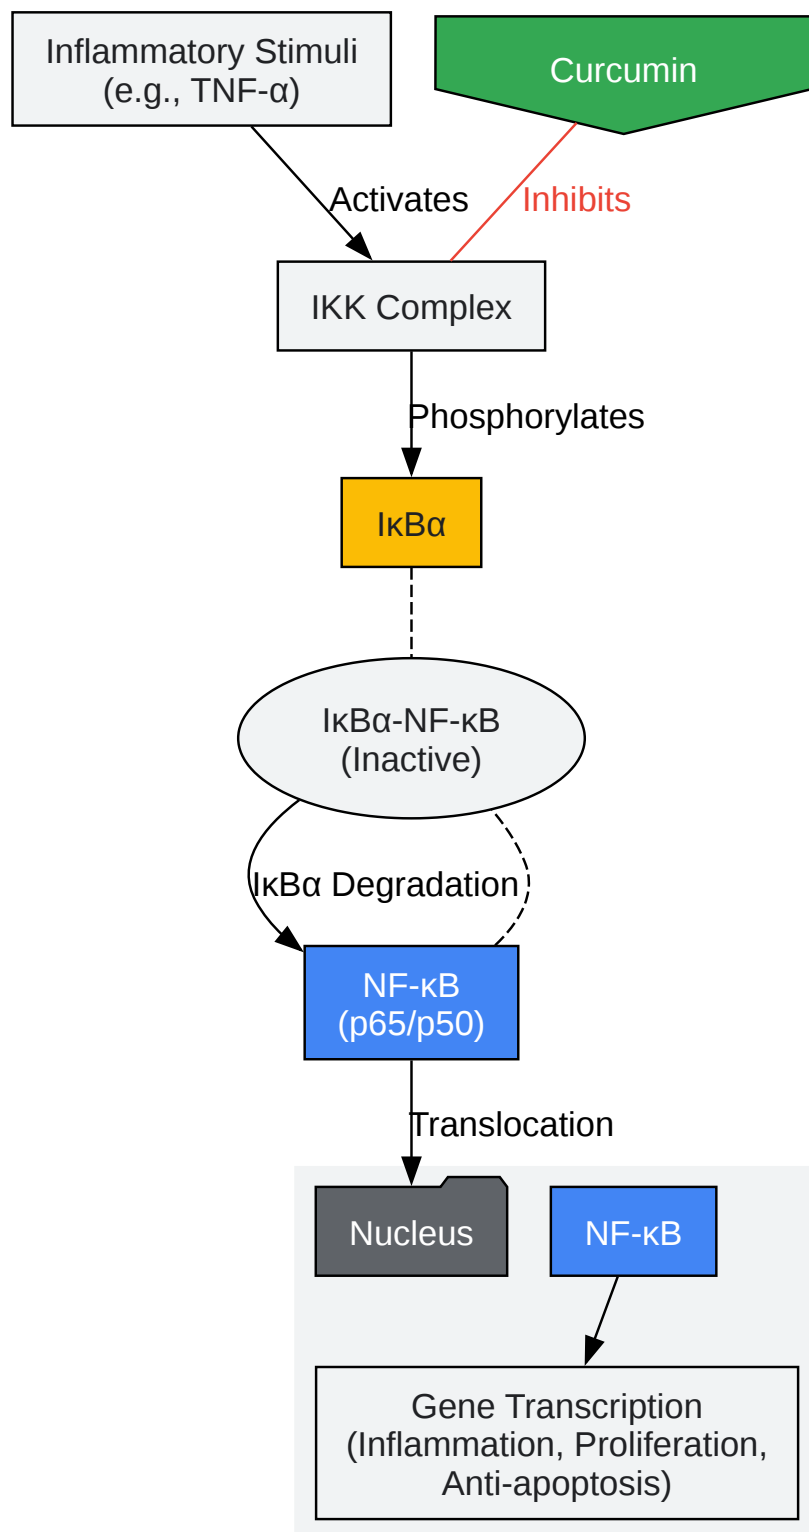 Inflammatory Stimuli
(e.g., TNF-α)
Curcumin
Activates
Inhibits
IKK Complex
Phosphorylates
IκBα
IκBα-NF-κB
(Inactive)
IκBα Degradation
NF-κB
(p65/p50)
Translocation
Nucleus
NF-κB
Gene Transcription
(Inflammation, Proliferation,
Anti-apoptosis)